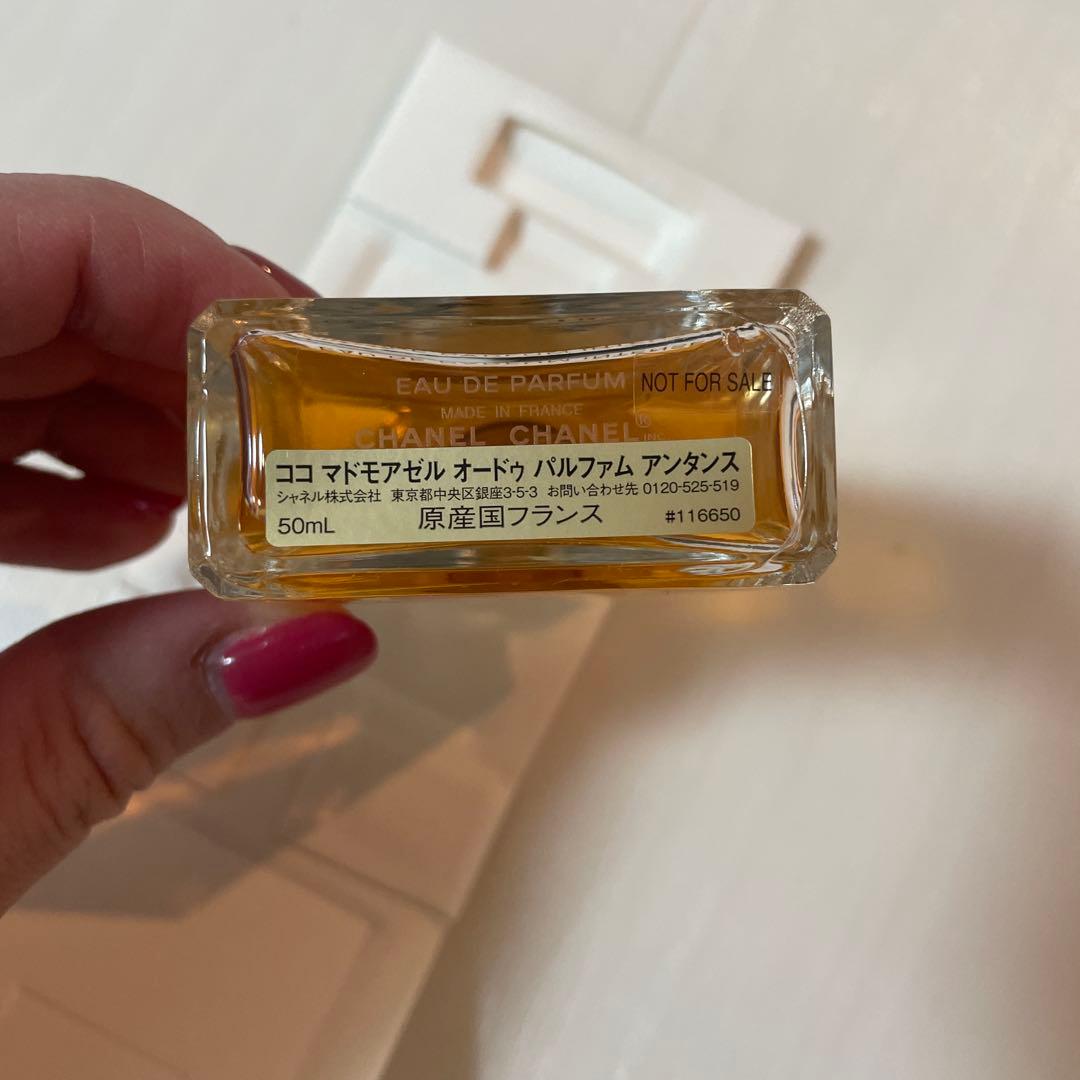 EAU DE PARFUM NOT FOR SALE
MADE IN FRANCE
CHANEL CHANEL® INC
ココ マドモアゼル オードゥ パルファム アンタンス
シャネル株式会社 東京都中央区銀座3-5-3 お問い合わせ先 0120-525-519
50mL 原産国フランス #116650